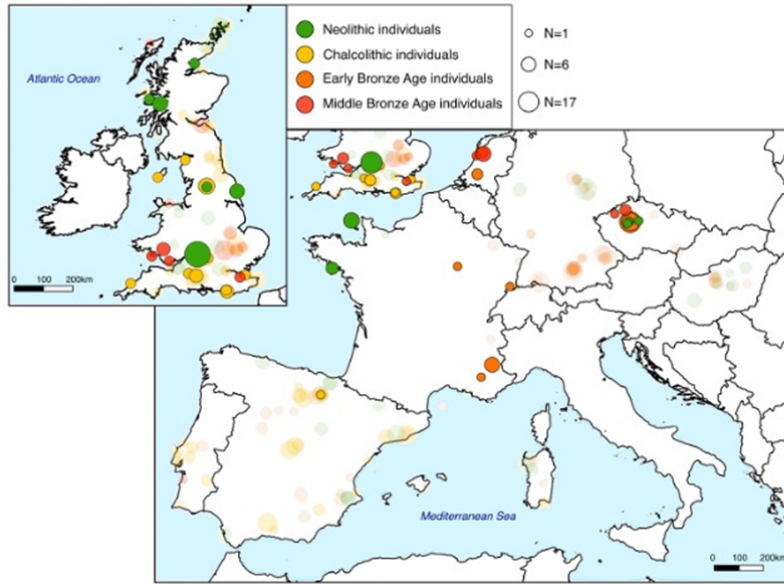 Atlantic Ocean
0 100 200km
Neolithic individuals
Chalcolithic individuals
Early Bronze Age individuals
Middle Bronze Age individuals
N=1
N=6
N=17
Mediterranean Sea
0 100 200km